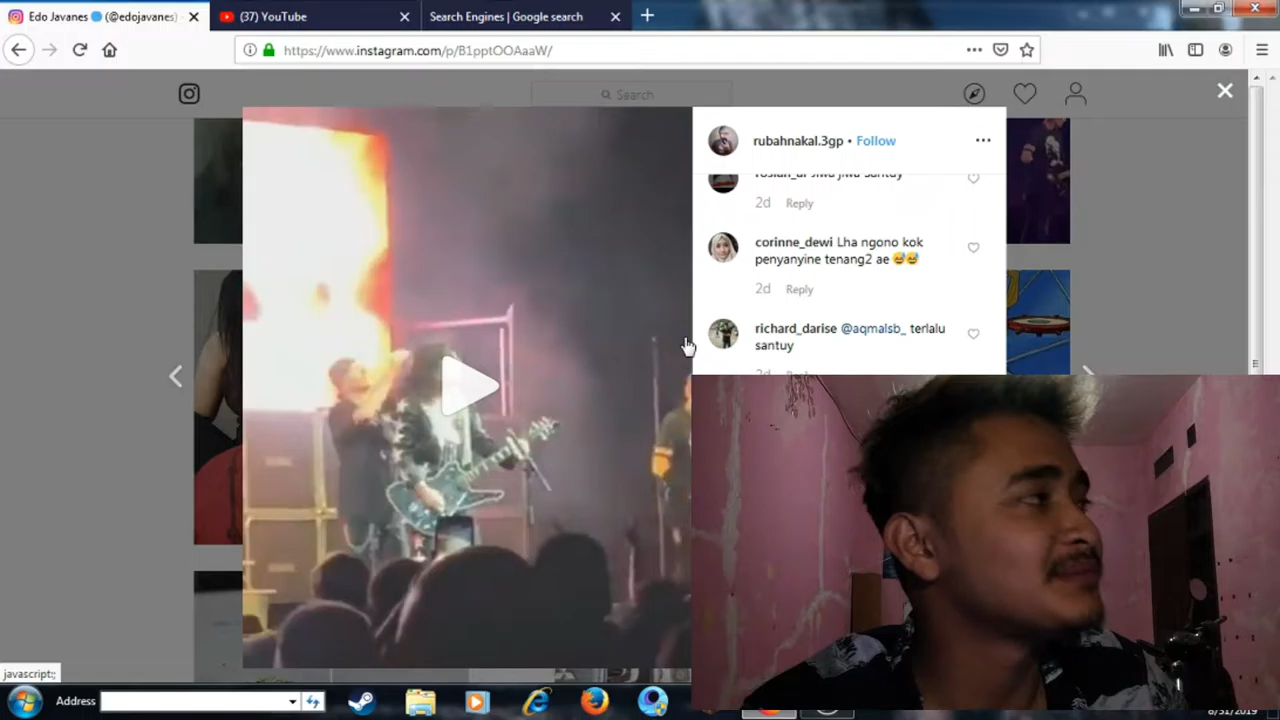 Edo Javanes (@edojavanes)
(37) YouTube
Search Engines | Google search
https://www.instagram.com/p/B1pptOOAaaW/
Search
rubahnakal.3gp • Follow
2d Reply
corinne_dewi Lha ngono kok
penyanyine tenang2 ae 😅😅
2d Reply
richard_darise @aqmalsb_ terlalu
santuy
javascript:;
Address
8/31/2019